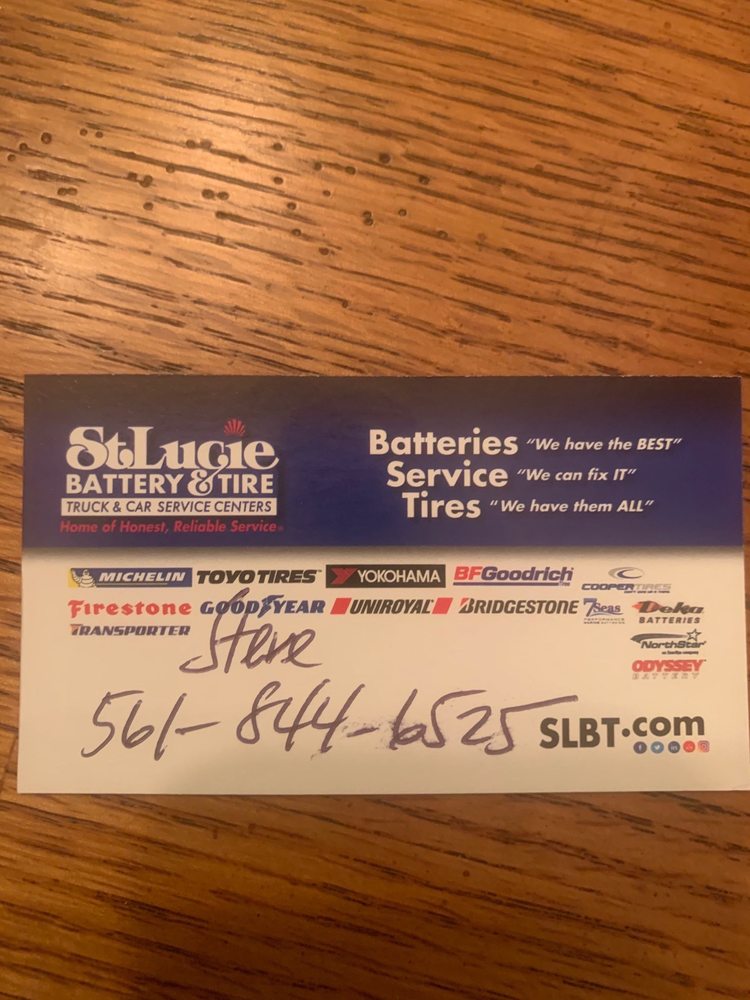 St.Lucie
BATTERY & TIRE
TRUCK & CAR SERVICE CENTERS
Home of Honest, Reliable Service
Batteries "We have the BEST"
Service "We can fix IT"
Tires "We have them ALL"
MICHELIN TOYO TIRES YOKOHAMA BFGoodrich COOPERTIRES
Firestone GOODYEAR UNIROYAL BRIDGESTONE 7Seas Deka
BATTERIES
TRANSPORTER
NorthStar
ODYSSEY
BATTERY
Steve
561-844-6525
SLBT.com